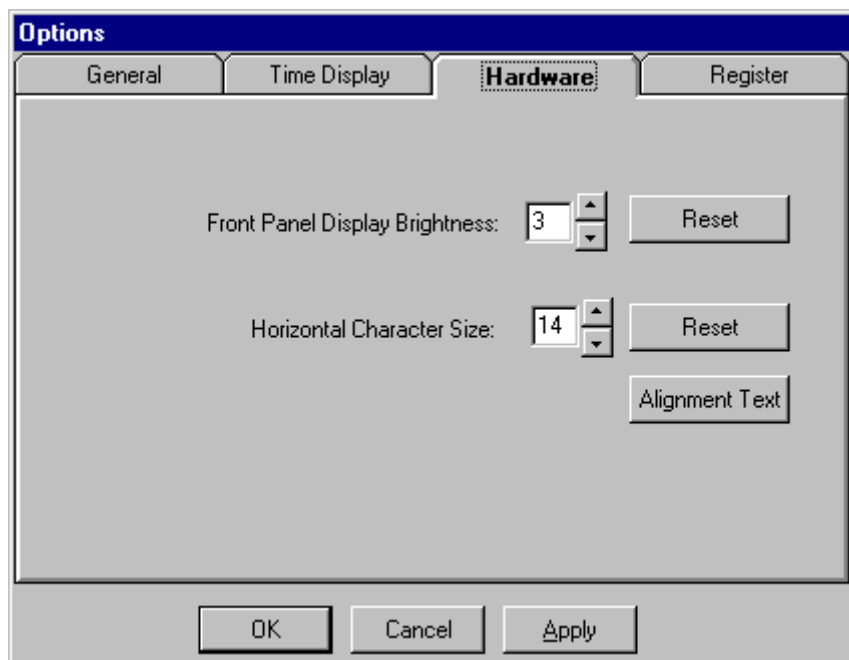 Options
General Time Display Hardware Register
Front Panel Display Brightness: 3 Reset
Horizontal Character Size: 14 Reset
Alignment Text
OK Cancel Apply